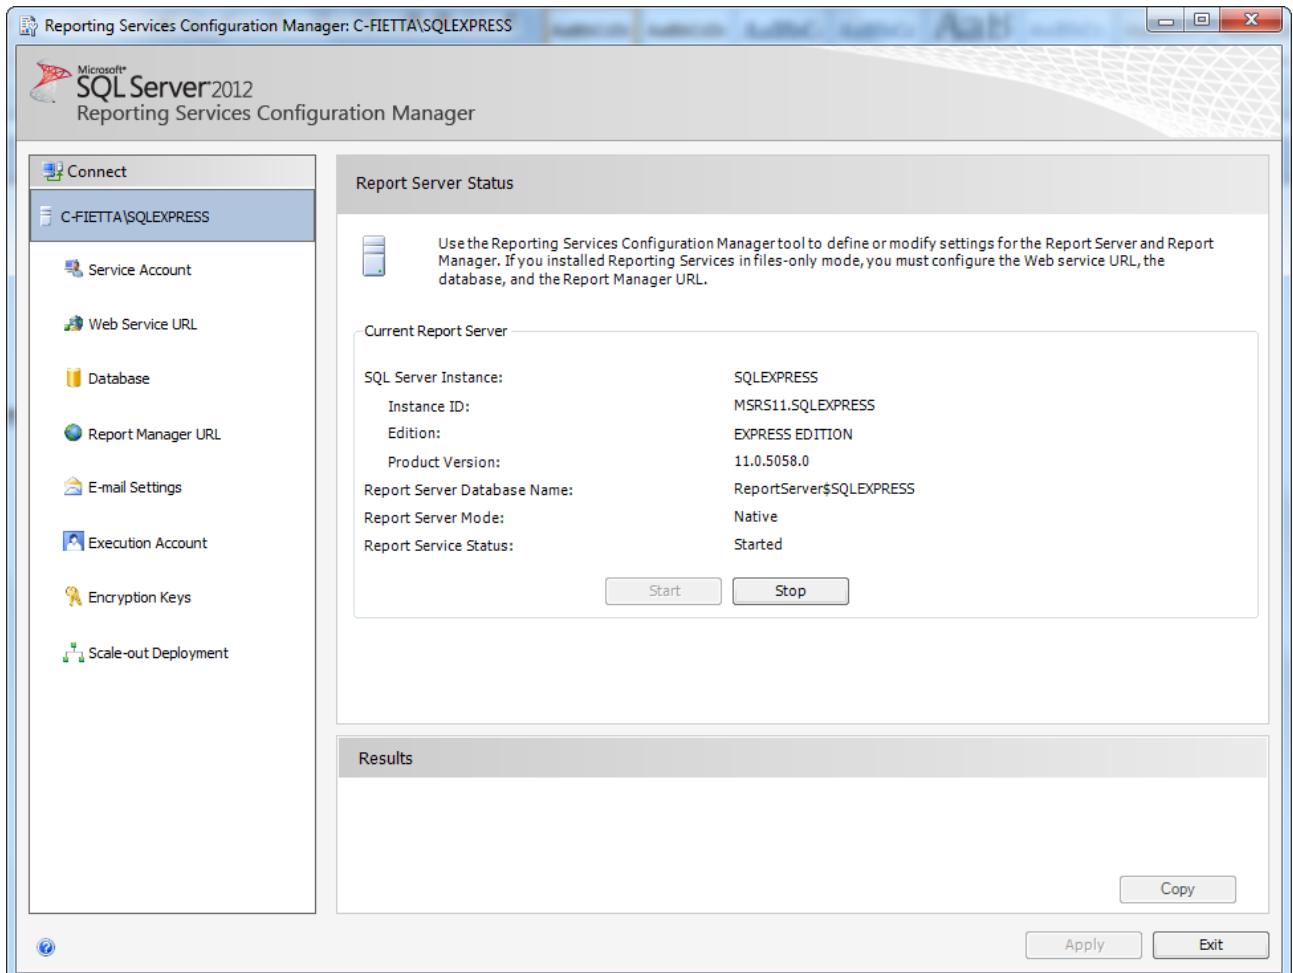 Reporting Services Configuration Manager: C-FIETTA\SQLEXPRESS
Microsoft®
SQL Server 2012
Reporting Services Configuration Manager
Connect
C-FIETTA\SQLEXPRESS
Service Account
Web Service URL
Database
Report Manager URL
E-mail Settings
Execution Account
Encryption Keys
Scale-out Deployment
Report Server Status
Use the Reporting Services Configuration Manager tool to define or modify settings for the Report Server and Report
Manager. If you installed Reporting Services in files-only mode, you must configure the Web service URL, the
database, and the Report Manager URL.
Current Report Server
SQL Server Instance: SQLEXPRESS
Instance ID: MSRS11.SQLEXPRESS
Edition: EXPRESS EDITION
Product Version: 11.0.5058.0
Report Server Database Name: ReportServer$SQLEXPRESS
Report Server Mode: Native
Report Service Status: Started
Start Stop
Results
Copy
Apply Exit